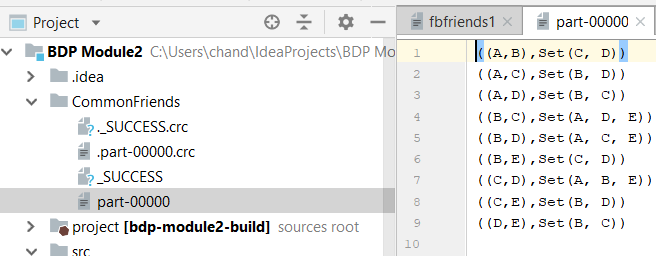 Project
BDP Module2 C:\Users\chand\IdeaProjects\BDP Mo
.idea
CommonFriends
._SUCCESS.crc
.part-00000.crc
_SUCCESS
part-00000
project [bdp-module2-build] sources root
src
fbfriends1 × part-00000 ×
1 ((A,B),Set(C, D))
2 ((A,C),Set(B, D))
3 ((A,D),Set(B, C))
4 ((B,C),Set(A, D, E))
5 ((B,D),Set(A, C, E))
6 ((B,E),Set(C, D))
7 ((C,D),Set(A, B, E))
8 ((C,E),Set(B, D))
9 ((D,E),Set(B, C))
10